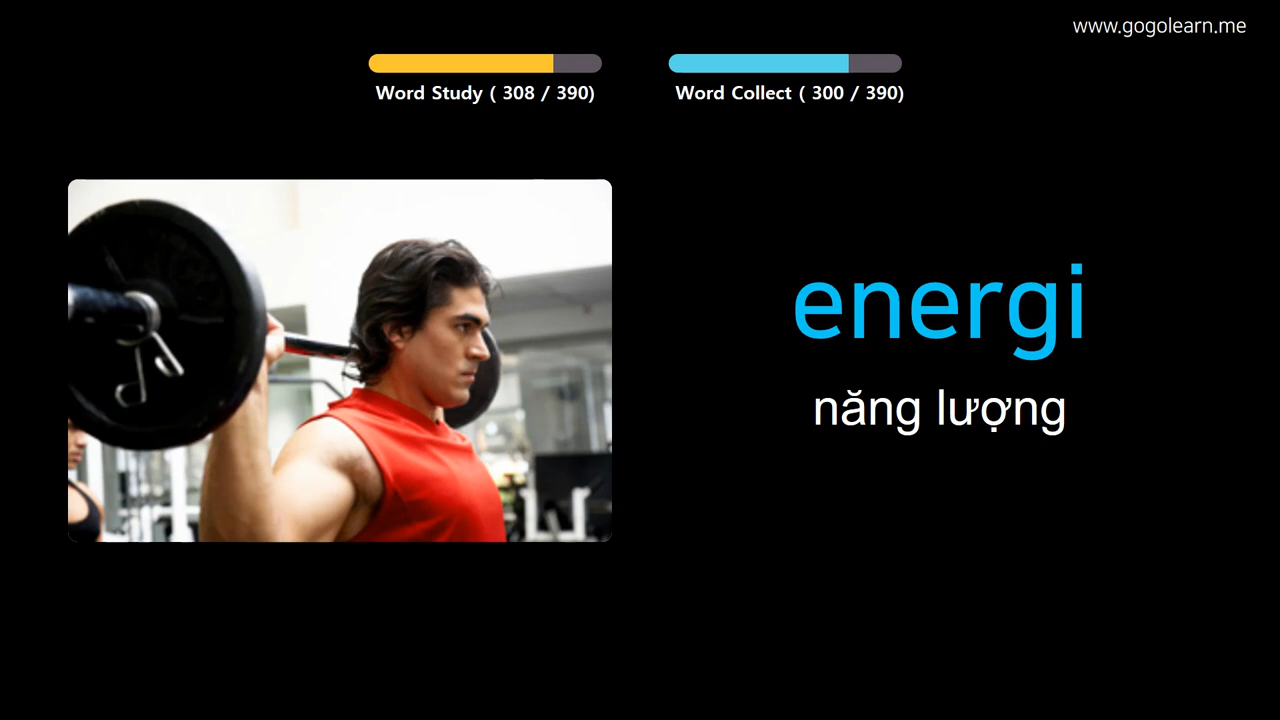 www.gogolearn.me
Word Study ( 308 / 390)
Word Collect ( 300 / 390)
energi
năng lượng